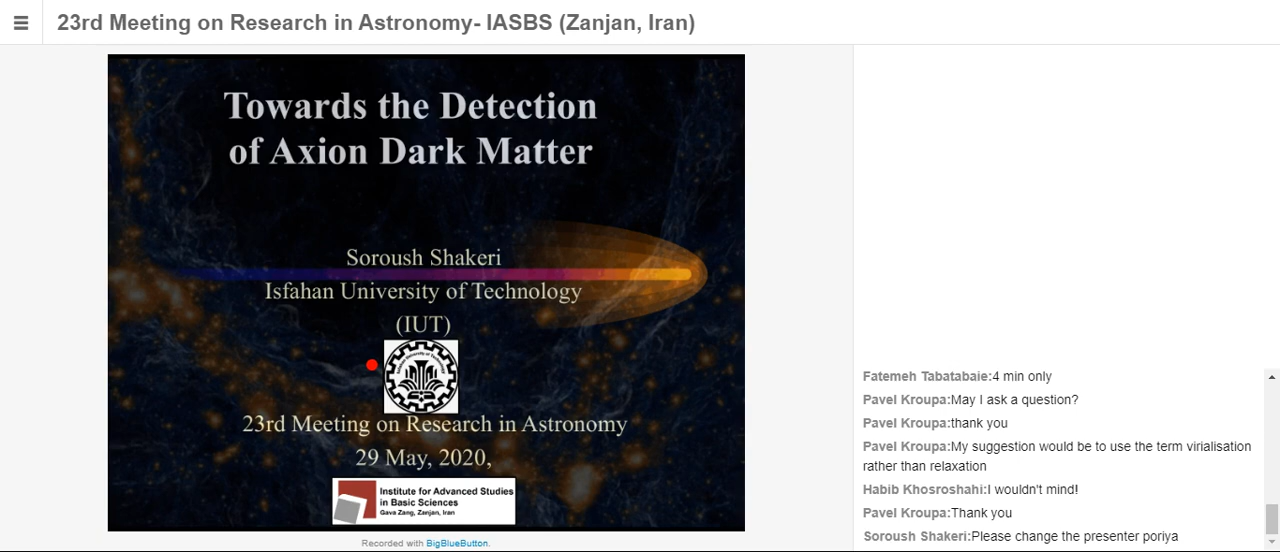 23rd Meeting on Research in Astronomy- IASBS (Zanjan, Iran)
Towards the Detection
of Axion Dark Matter
Soroush Shakeri
Isfahan University of Technology
(IUT)
23rd Meeting on Research in Astronomy
29 May, 2020,
Institute for Advanced Studies
in Basic Sciences
Gava Zang, Zanjan, Iran
Recorded with BigBlueButton.
Fatemeh Tabatabaie:4 min only
Pavel Kroupa:May I ask a question?
Pavel Kroupa:thank you
Pavel Kroupa:My suggestion would be to use the term virialisation
rather than relaxation
Habib Khosroshahi:I wouldn't mind!
Pavel Kroupa:Thank you
Soroush Shakeri:Please change the presenter poriya